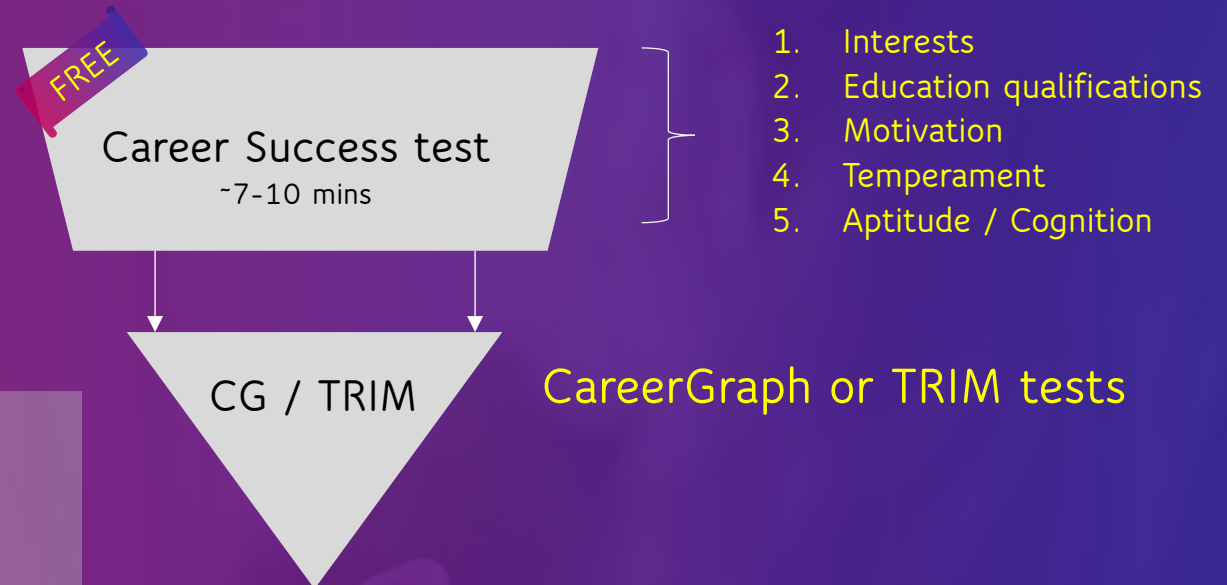 FREE
Career Success test
~7-10 mins
1. Interests
2. Education qualifications
3. Motivation
4. Temperament
5. Aptitude / Cognition
CG / TRIM
CareerGraph or TRIM tests